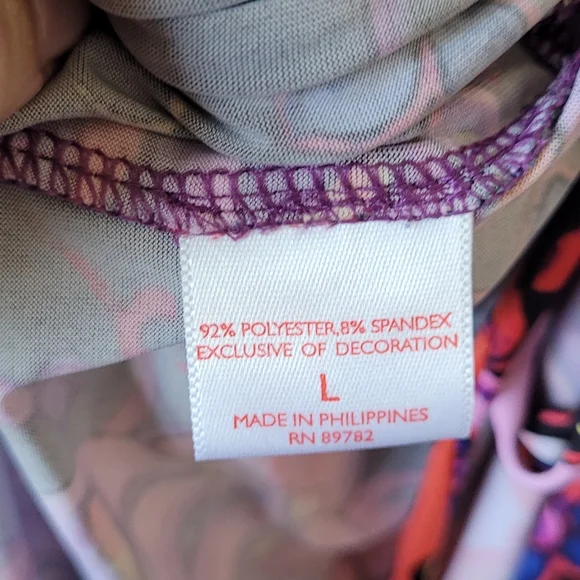 92% POLYESTER,8% SPANDEX
EXCLUSIVE OF DECORATION
L
MADE IN PHILIPPINES
RN 89782